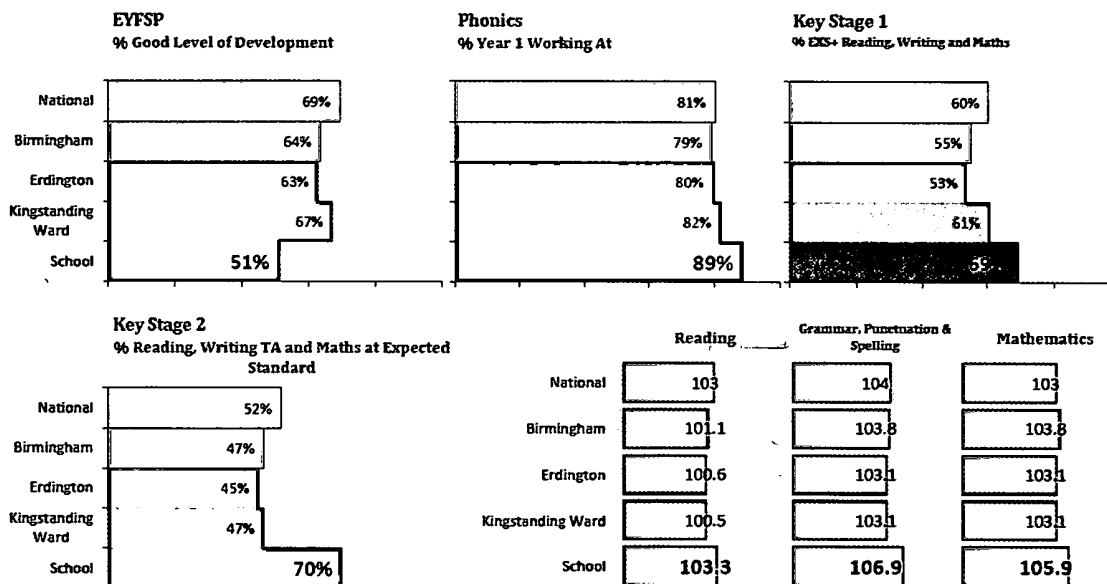 EYFSP
% Good Level of Development
National 69%
Birmingham 64%
Erdington 63%
Kingstanding
Ward 67%
School 51%
Phonics
% Year 1 Working At
81%
79%
80%
82%
89%
Key Stage 1
% EXS+ Reading, Writing and Maths
60%
55%
53%
61%
Key Stage 2
% Reading, Writing TA and Maths at Expected
Standard
National 52%
Birmingham 47%
Erdington 45%
Kingstanding
Ward 47%
School 70%
Reading
Grammar, Punctuation &
Spelling
Mathematics
National 103 104 103
Birmingham 101.1 103.8 103.8
Erdington 100.6 103.1 103.1
Kingstanding Ward 100.5 103.1 103.1
School 103.3 106.9 105.9